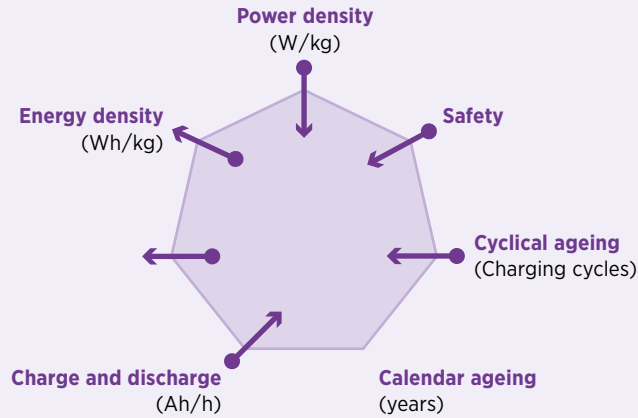 Power density
(W/kg)
Energy density
(Wh/kg)
Safety
Cyclical ageing
(Charging cycles)
Charge and discharge
(Ah/h)
Calendar ageing
(years)